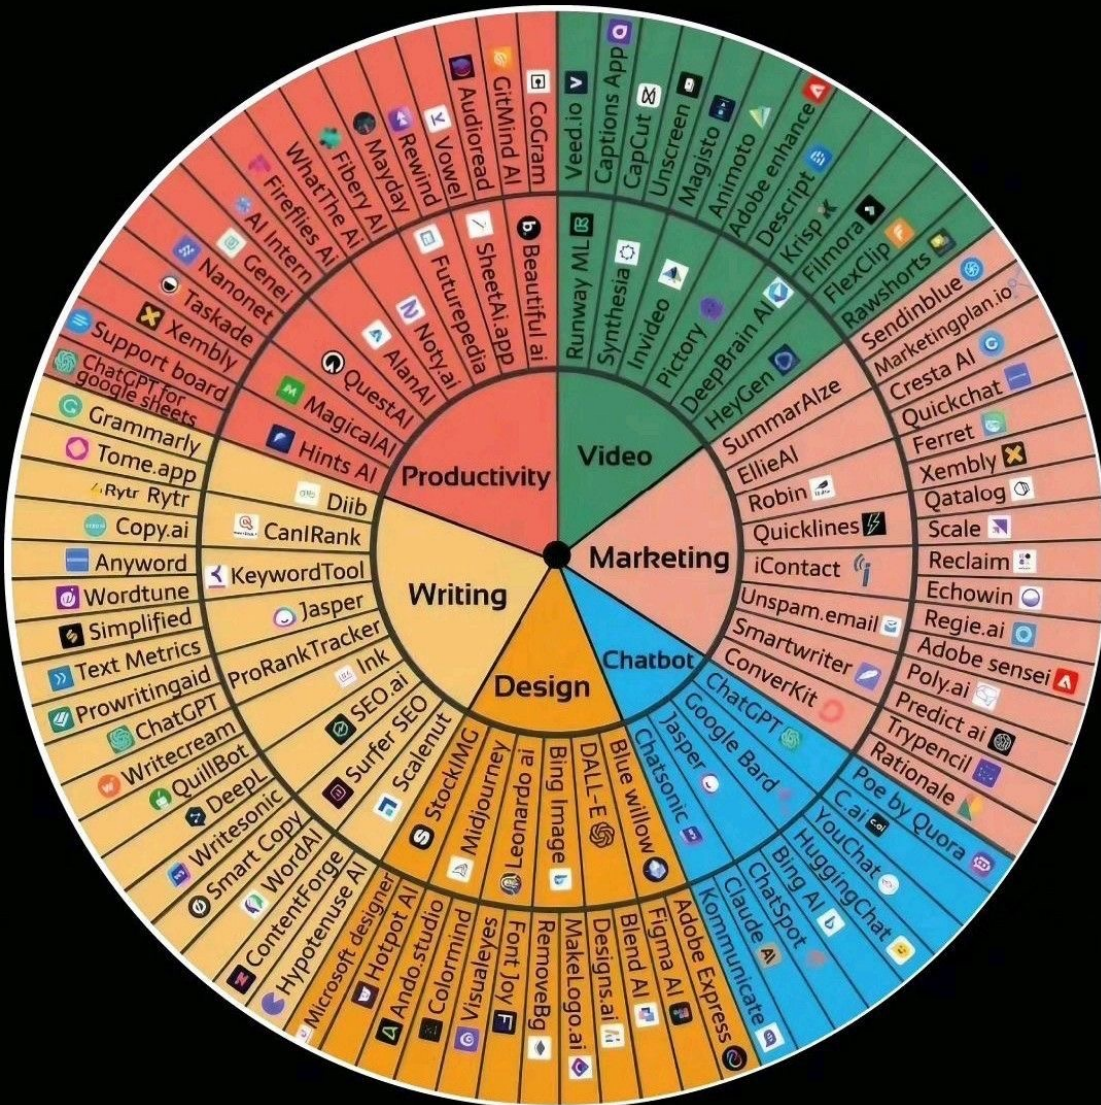 Productivity
Video
Marketing
Chatbot
Design
Writing
Runway ML
Synthesia
Invideo
Pictory
DeepBrain AI
HeyGen
Veed.io
Captions App
CapCut
Unscreen
Magisto
Animoto
Adobe enhance
Descript
Krisp
Filmora
FlexClip
Rawshorts
SummarAIze
EllieAI
Robin
Quicklines
iContact
Unspam.email
Smartwriter
ConverKit
Sendinblue
Marketingplan.io
Cresta AI
Quickchat
Ferret
Xembly
Qatalog
Scale
Reclaim
Echowin
Regie.ai
Adobe sensei
Poly.ai
Predict ai
Trypencil
Rationale
ChatGPT
Google Bard
Jasper
Chatsonic
Poe by Quora
C.ai
c.ai
YouChat
HuggingChat
Bing AI
ChatSpot
Claude
AI
Kommunicate
Blue willow
DALL-E
Bing Image
Leonardo ai
Midjourney
StockIMG
Adobe Express
Figma AI
Blend AI
Designs.ai
MakeLogo.ai
RemoveBg
Font Joy
Visualeyes
Colormind
Ando studio
Hotpot AI
Microsoft designer
Scalenut
Surfer SEO
SEO.ai
Ink
ProRankTracker
Jasper
KeywordTool
CanIRank
Diib
Hypotenuse AI
ContentForge
WordAI
Smart Copy
Writesonic
DeepL
QuillBot
Writecream
ChatGPT
Prowritingaid
Text Metrics
Simplified
Wordtune
Anyword
Copy.ai
Rytr Rytr
Tome.app
Grammarly
Hints AI
MagicalAI
QuestAI
AlanAI
Noty.ai
Futurepedia
SheetAi.app
Beautiful ai
b.
ChatGPT for
google sheets
Support board
Xembly
Taskade
Nanonet
Genei
AI Intern
Fireflies AI
WhatThe Ai
Fibery AI
Mayday
Rewind
Vowel
Audioread
GitMind AI
CoGram